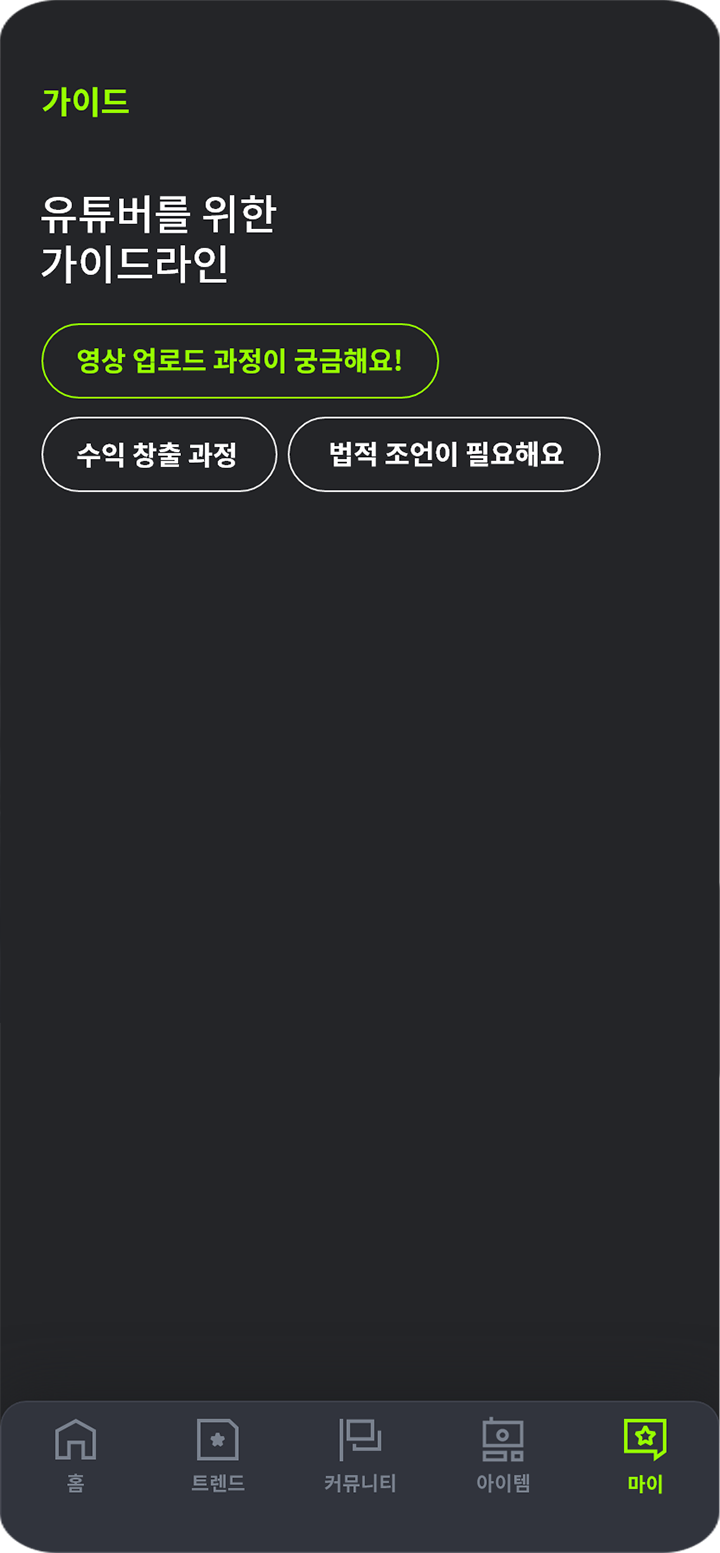 가이드
유튜버를 위한
가이드라인
영상 업로드 과정이 궁금해요!
수익 창출 과정
법적 조언이 필요해요
홈
트렌드
커뮤니티
아이템
마이